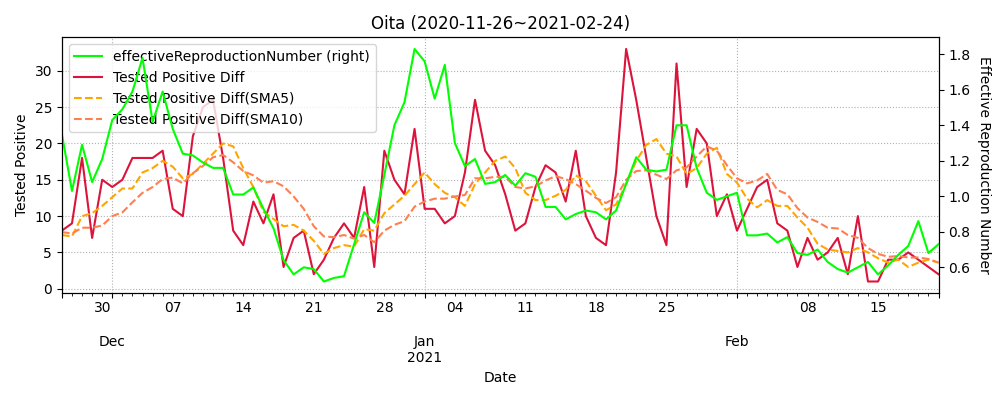 Oita (2020-11-26~2021-02-24)
effectiveReproductionNumber (right)
Tested Positive Diff
Tested Positive Diff(SMA5)
Tested Positive Diff(SMA10)
Tested Positive
30
25
20
15
10
5
0
1.8
1.6
1.4
1.2
1.0
0.8
0.6
Effective Reproduction Number
30 07 14 21 28 04 11 18 25 08 15
Dec Jan Feb
2021
Date